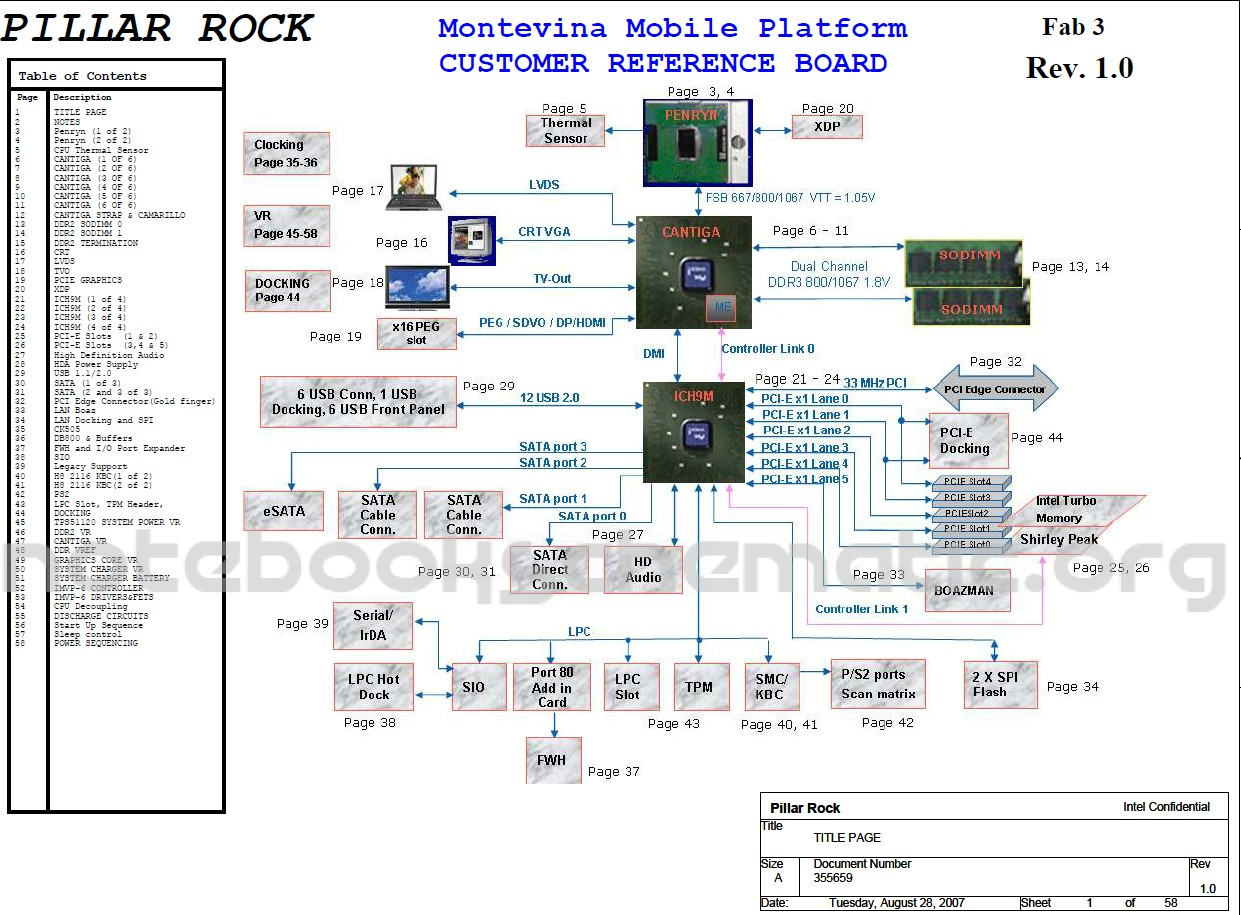 PILLAR ROCK
Montevina Mobile Platform
CUSTOMER REFERENCE BOARD
Fab 3
Rev. 1.0
Table of Contents
Page Description
1 TITLE PAGE
2 NOTES
3 Penryn (1 of 2)
4 Penryn (2 of 2)
5 CPU Thermal Sensor
6 CANTIGA (1 OF 6)
7 CANTIGA (2 OF 6)
8 CANTIGA (3 OF 6)
9 CANTIGA (4 OF 6)
10 CANTIGA (5 OF 6)
11 CANTIGA (6 OF 6)
12 CANTIGA STRAP & CAMARILLO
13 DDR2 SODIMM 0
14 DDR2 SODIMM 1
15 DDR2 TERMINATION
16 CRT
17 LVDS
18 TVO
19 PCIE GRAPHICS
20 XDP
21 ICH9M (1 of 4)
22 ICH9M (2 of 4)
23 ICH9M (3 of 4)
24 ICH9M (4 of 4)
25 PCI-E Slots (1 & 2)
26 PCI-E Slots (3,4 & 5)
27 High Definition Audio
28 HDA Power Supply
29 USB 1.1/2.0
30 SATA (1 of 3)
31 SATA (2 and 3 of 3)
32 PCI Edge Connector(Gold finger)
33 LAN Boas
34 LAN Docking and SPI
35 CK505
36 DB800 & Buffers
37 FWH and I/O Port Expander
38 SIO
39 Legacy Support
40 H8 2116 KBC(1 of 2)
41 H8 2116 KBC(2 of 2)
42 PS2
43 LPC Slot, TPM Header,
44 DOCKING
45 TPS51120 SYSTEM POWER VR
46 DDR2 VR
47 CANTIGA VR
48 DDR VREF
49 GRAPHICS CORE VR
50 SYSTEM CHARGER VR
51 SYSTEM CHARGER BATTERY
52 IMVP-6 CONTROLLER
53 IMVP-6 DRIVERS&FETS
54 CPU Decoupling
55 DISCHARGE CIRCUITS
56 Start Up Sequence
57 Sleep control
58 POWER SEQUENCING
Page 3, 4
Page 5
Thermal
Sensor
PENRYN
Page 20
XDP
Clocking
Page 35-36
VR
Page 45-58
DOCKING
Page 44
FSB 667/800/1067 VTT = 1.05V
Page 17
LVDS
Page 16
CRT VGA
Page 18
TV-Out
Page 19
x16 PEG
slot
PEG / SDVO / DP/HDMI
CANTIGA
ME
Page 6 - 11
Dual Channel
DDR3 800/1067 1.8V
SODIMM
SODIMM
Page 13, 14
DMI
Controller Link 0
6 USB Conn, 1 USB
Docking, 6 USB Front Panel
Page 29
12 USB 2.0
ICH9M
Page 21 - 24
33 MHz PCI
Page 32
PCI Edge Connector
PCI-E x1 Lane 0
PCI-E x1 Lane 1
PCI-E x1 Lane 2
PCI-E x1 Lane 3
PCI-E x1 Lane 4
PCI-E x1 Lane 5
PCI-E
Docking
Page 44
PCIE Slot4
PCIE Slot3
PCIE Slot2
PCIE Slot1
PCIE Slot0
Intel Turbo
Memory
Shirley Peak
Page 25, 26
SATA port 3
SATA port 2
SATA port 1
SATA port 0
eSATA
SATA
Cable
Conn.
SATA
Cable
Conn.
SATA
Direct
Conn.
Page 30, 31
Page 27
HD
Audio
Page 33
BOAZMAN
Controller Link 1
notebookschematic.org
LPC
Page 39
Serial/
IrDA
LPC Hot
Dock
Page 38
SIO
Port 80
Add in
Card
LPC
Slot
TPM
Page 43
SMC/
KBC
Page 40, 41
P/S2 ports
Scan matrix
Page 42
2 X SPI
Flash
Page 34
FWH
Page 37
Pillar Rock Intel Confidential
Title
TITLE PAGE
Size Document Number Rev
A 355659 1.0
Date: Tuesday, August 28, 2007 Sheet 1 of 58